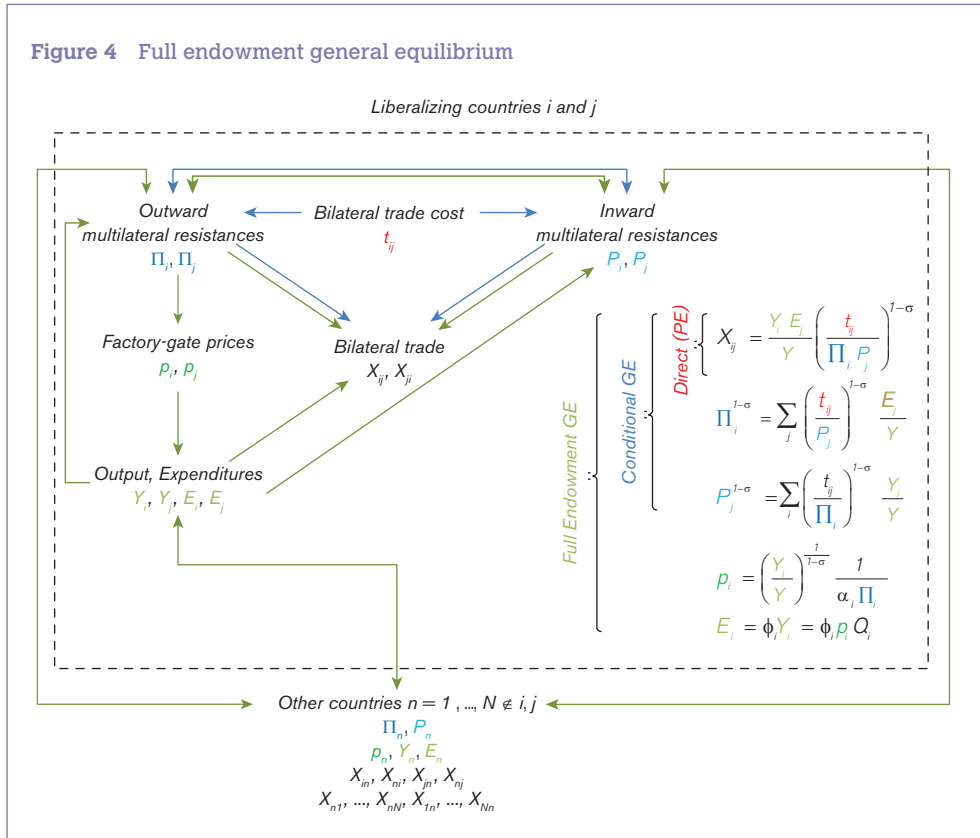 Figure 4 Full endowment general equilibrium
Liberalizing countries i and j
Outward
multilateral resistances
Π_i, Π_j
Bilateral trade cost
t_ij
Inward
multilateral resistances
P_i, P_j
Factory-gate prices
p_i, p_j
Bilateral trade
X_ij, X_ji
Output, Expenditures
Y_i, Y_j, E_i, E_j
Full Endowment GE
Conditional GE
Direct (PE)
X_ij = (Y_i E_j / Y) (t_ij / (∏_i P_j))^(1−σ)
Π_i^(1−σ) = ∑_j (t_ij / P_j)^(1−σ) E_j / Y
P_j^(1−σ) = ∑_i (t_ij / Π_i)^(1−σ) Y_i / Y
p_i = (Y_i / Y)^(1/(1−σ)) 1 / (α_i Π_i)
E_i = ϕ_i Y_i = ϕ_i p_i Q_i
Other countries n = 1 , ..., N ∉ i, j
Π_n, P_n
p_n, Y_n, E_n
X_in, X_ni, X_jn, X_nj
X_n1, ..., X_nN, X_1n, ..., X_Nn